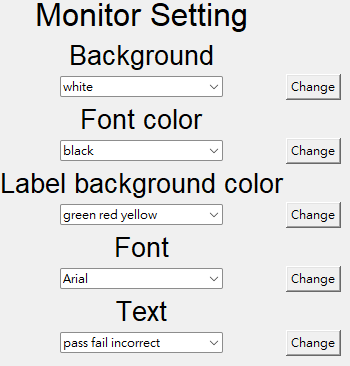 Monitor Setting
Background
white Change
Font color
black Change
Label background color
green red yellow Change
Font
Arial Change
Text
pass fail incorrect Change